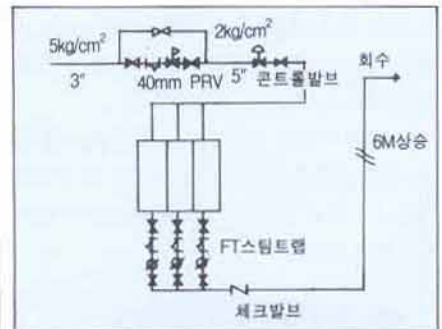 5kg/cm²
2kg/cm²
3″
40mm PRV
5″
콘트롤발브
회수
6M상승
FT스팀트랩
체크발브